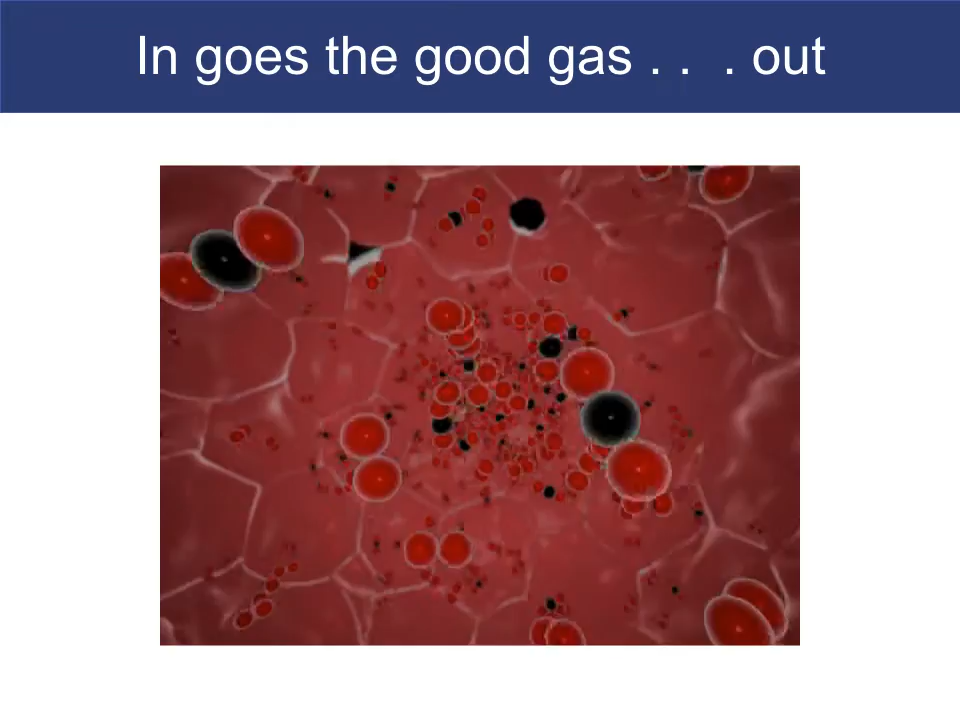 In goes the good gas . .  . out